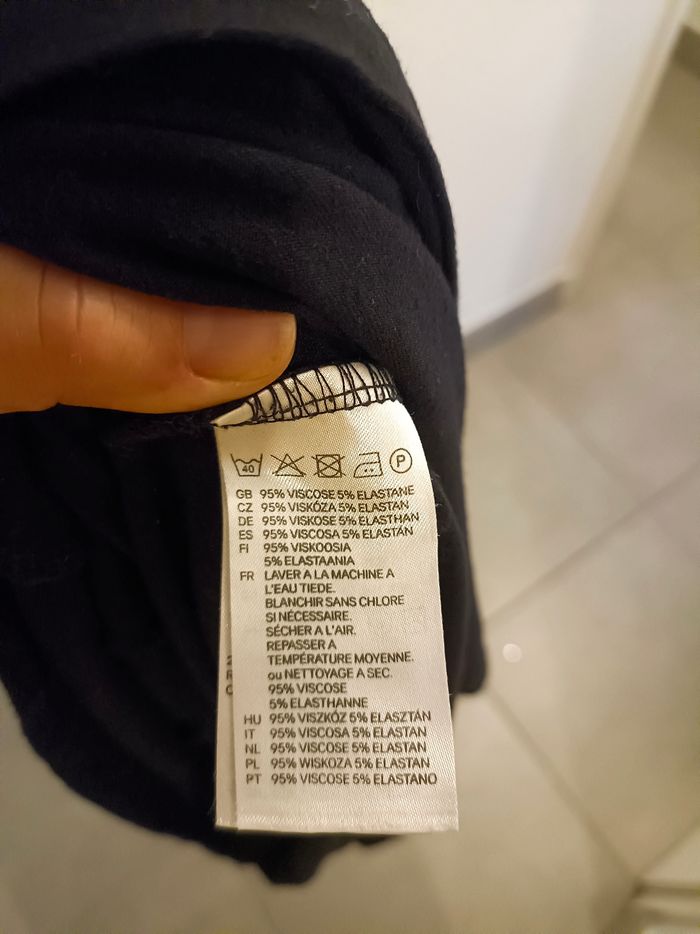 40 P
GB 95% VISCOSE 5% ELASTANE
CZ 95% VISKÓZA 5% ELASTAN
DE 95% VISKOSE 5% ELASTHAN
ES 95% VISCOSA 5% ELASTÁN
FI 95% VISKOOSIA
5% ELASTAANIA
FR LAVER A LA MACHINE A
L'EAU TIEDE.
BLANCHIR SANS CHLORE
SI NÉCESSAIRE.
SÉCHER A L'AIR.
REPASSER A
TEMPÉRATURE MOYENNE.
ou NETTOYAGE A SEC.
95% VISCOSE
5% ELASTHANNE
HU 95% VISZKÓZ 5% ELASZTÁN
IT 95% VISCOSA 5% ELASTAN
NL 95% VISCOSE 5% ELASTAN
PL 95% WISKOZA 5% ELASTAN
PT 95% VISCOSE 5% ELASTANO